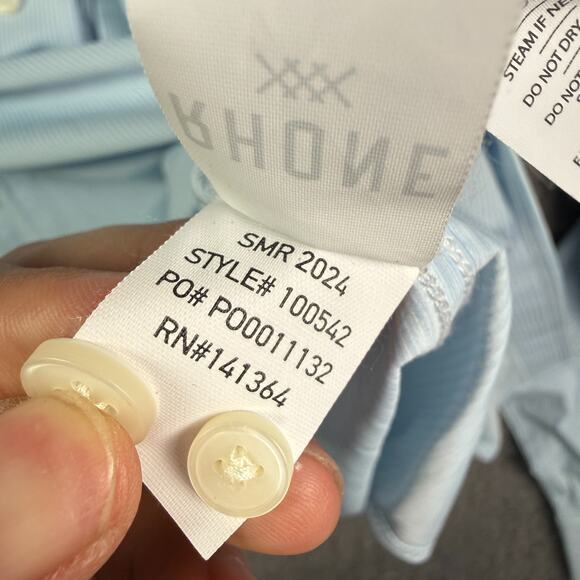 RHONE
SMR 2024
STYLE# 100542
PO# PO0011132
RN#141364
STEAM IF NE
DO NOT DRY
DO NOT